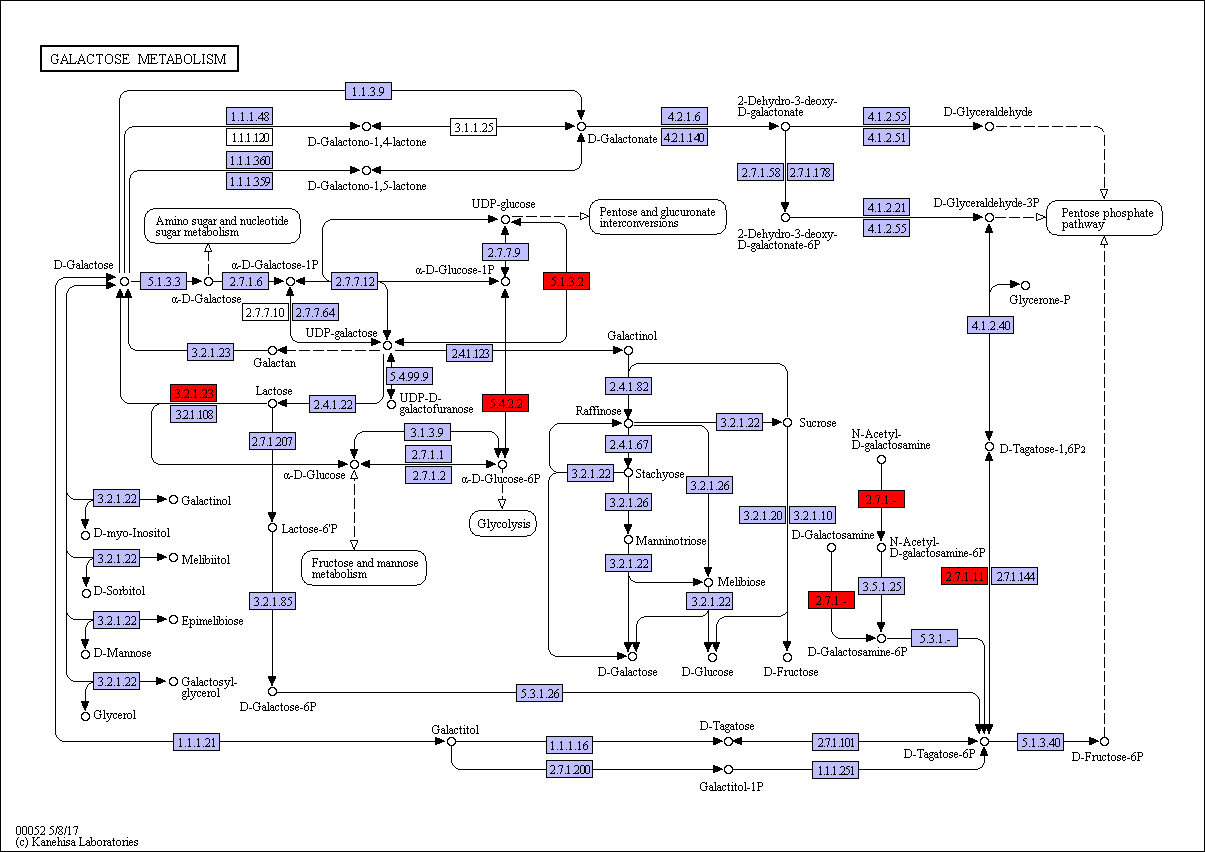 GALACTOSE METABOLISM
1.1.3.9
1.1.1.48
1.1.1.120
D-Galactono-1,4-lactone
3.1.1.25
D-Galactonate
4.2.1.6
4.2.1.140
2-Dehydro-3-deoxy-
D-galactonate
4.1.2.55
4.1.2.51
D-Glyceraldehyde
1.1.1.360
1.1.1.359
D-Galactono-1,5-lactone
2.7.1.58
2.7.1.178
Amino sugar and nucleotide
sugar metabolism
UDP-glucose
Pentose and glucuronate
interconversions
2-Dehydro-3-deoxy-
D-galactonate-6P
4.1.2.21
4.1.2.55
D-Glyceraldehyde-3P
Pentose phosphate
pathway
2.7.7.9
D-Galactose
5.1.3.3
α-D-Galactose
2.7.1.6
α-D-Galactose-1P
2.7.7.12
α-D-Glucose-1P
5.1.3.2
2.7.7.10
2.7.7.64
Glycerone-P
4.1.2.40
UDP-galactose
3.2.1.23
Galactan
2.4.1.123
Galactinol
5.4.99.9
UDP-D-
galactofuranose
3.2.1.23
3.2.1.108
Lactose
2.4.1.22
5.4.2.2
2.4.1.82
Raffinose
3.2.1.22
Sucrose
2.7.1.207
3.1.3.9
2.7.1.1
2.7.1.2
α-D-Glucose
α-D-Glucose-6P
2.4.1.67
3.2.1.22
Stachyose
3.2.1.26
3.2.1.26
N-Acetyl-
D-galactosamine
D-Tagatose-1,6P2
3.2.1.22
Galactinol
D-myo-Inositol
2.7.1.-
3.2.1.20
3.2.1.10
Lactose-6'P
Glycolysis
Manninotriose
D-Galactosamine
N-Acetyl-
D-galactosamine-6P
3.2.1.22
Melibiitol
D-Sorbitol
Fructose and mannose
metabolism
3.2.1.22
Melibiose
2.7.1.11
2.7.1.144
3.5.1.25
2.7.1.-
3.2.1.85
3.2.1.22
3.2.1.22
Epimelibiose
D-Mannose
5.3.1.-
D-Galactosamine-6P
D-Galactose
D-Glucose
D-Fructose
3.2.1.22
Galactosyl-
glycerol
Glycerol
D-Galactose-6P
5.3.1.26
1.1.1.21
Galactitol
1.1.1.16
D-Tagatose
2.7.1.101
D-Tagatose-6P
5.1.3.40
D-Fructose-6P
2.7.1.200
Galactitol-1P
1.1.1.251
00052 5/8/17
(c) Kanehisa Laboratories